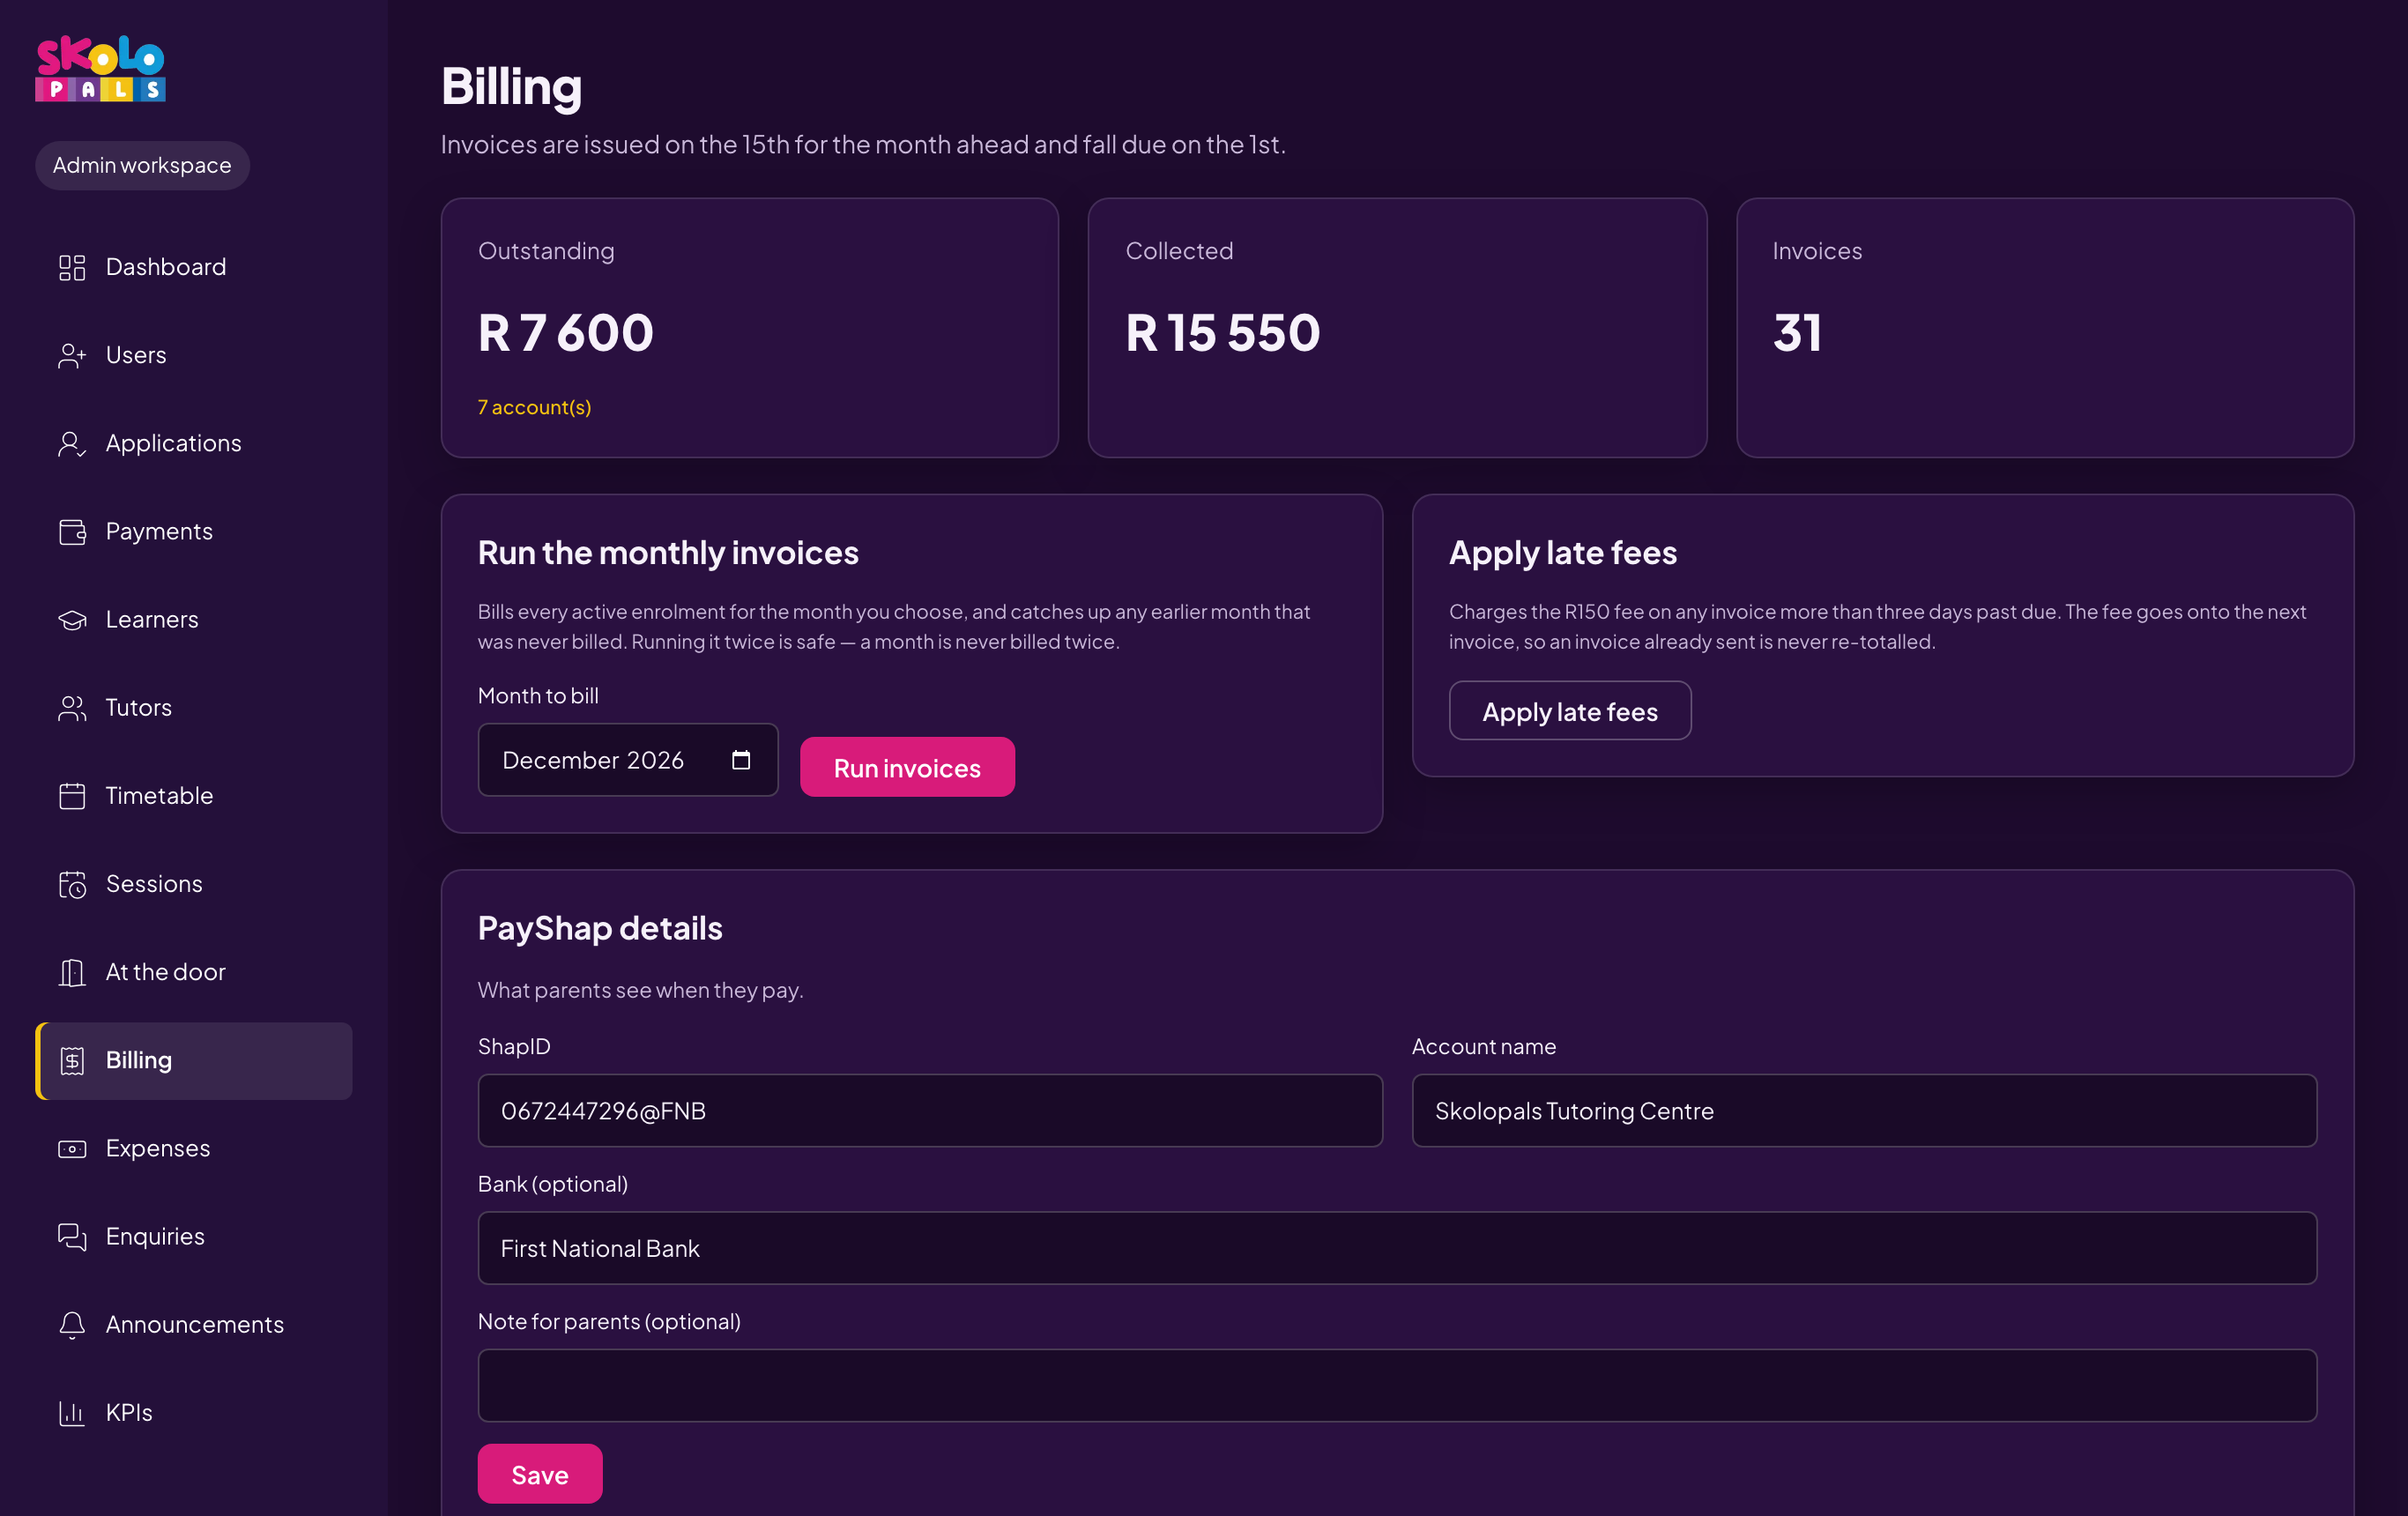 SKOLO
PALS
Admin workspace
Dashboard
Users
Applications
Payments
Learners
Tutors
Timetable
Sessions
At the door
Billing
Expenses
Enquiries
Announcements
KPIs
Billing
Invoices are issued on the 15th for the month ahead and fall due on the 1st.
Outstanding
R 7 600
7 account(s)
Collected
R 15 550
Invoices
31
Run the monthly invoices
Bills every active enrolment for the month you choose, and catches up any earlier month that
was never billed. Running it twice is safe — a month is never billed twice.
Month to bill
December 2026
Run invoices
Apply late fees
Charges the R150 fee on any invoice more than three days past due. The fee goes onto the next
invoice, so an invoice already sent is never re-totalled.
Apply late fees
PayShap details
What parents see when they pay.
ShapID
0672447296@FNB
Account name
Skolopals Tutoring Centre
Bank (optional)
First National Bank
Note for parents (optional)
Save